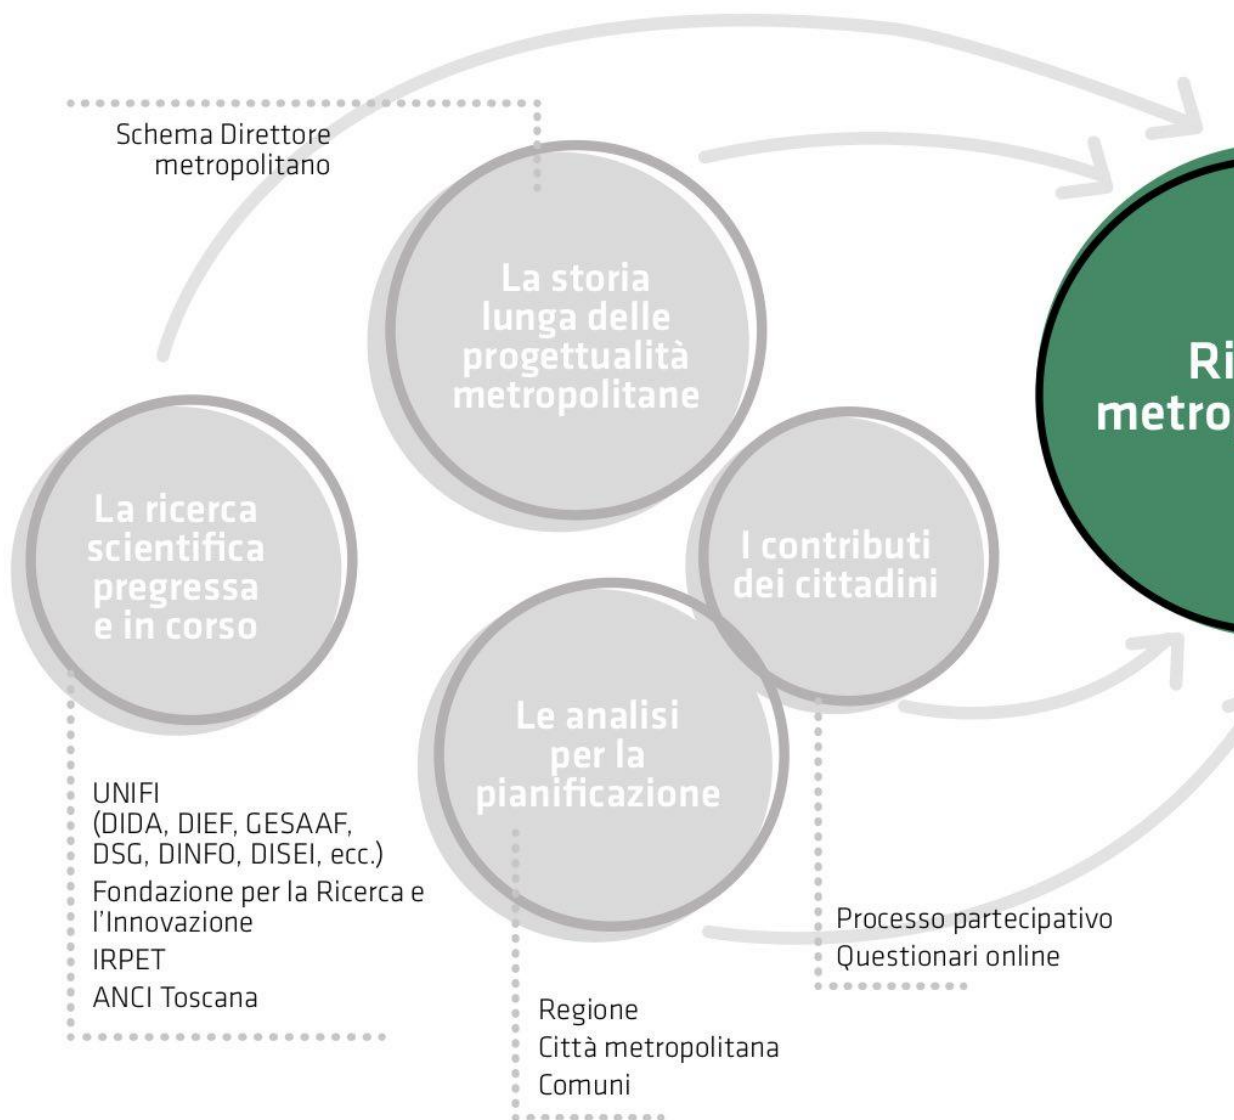 Schema Direttore
metropolitano
La storia
lunga delle
progettualità
metropolitane
Ri
metro
La ricerca
scientifica
pregressa
e in corso
I contributi
dei cittadini
Le analisi
per la
pianificazione
UNIFI
(DIDA, DIEF, GESAAF,
DSG, DINFO, DISEI, ecc.)
Fondazione per la Ricerca e
l'Innovazione
IRPET
ANCI Toscana
Processo partecipativo
Questionari online
Regione
Città metropolitana
Comuni